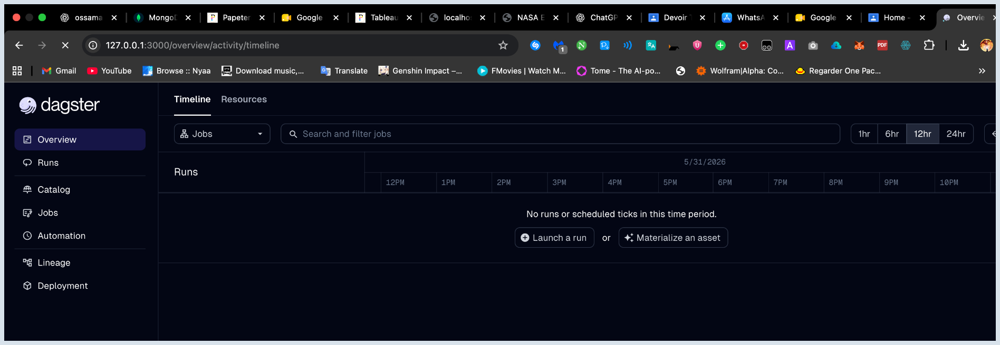 ossama
MongoD
Papeter
Google
Tableau
localho
NASA E
ChatGP
Devoir T
WhatsA
Google
Home -
Overvie
127.0.0.1:3000/overview/activity/timeline
1
PDF
Gmail
YouTube
Browse :: Nyaa
Download music,...
Translate
Genshin Impact –...
FMovies | Watch M...
Tome - The AI-po...
Wolfram|Alpha: Co...
Regarder One Pac...
dagster
Timeline
Resources
Overview
Runs
Catalog
Jobs
Automation
Lineage
Deployment
Jobs
Search and filter jobs
1hr
6hr
12hr
24hr
Runs
5/31/2026
12PM
1PM
2PM
3PM
4PM
5PM
6PM
7PM
8PM
9PM
10PM
No runs or scheduled ticks in this time period.
Launch a run
or
Materialize an asset